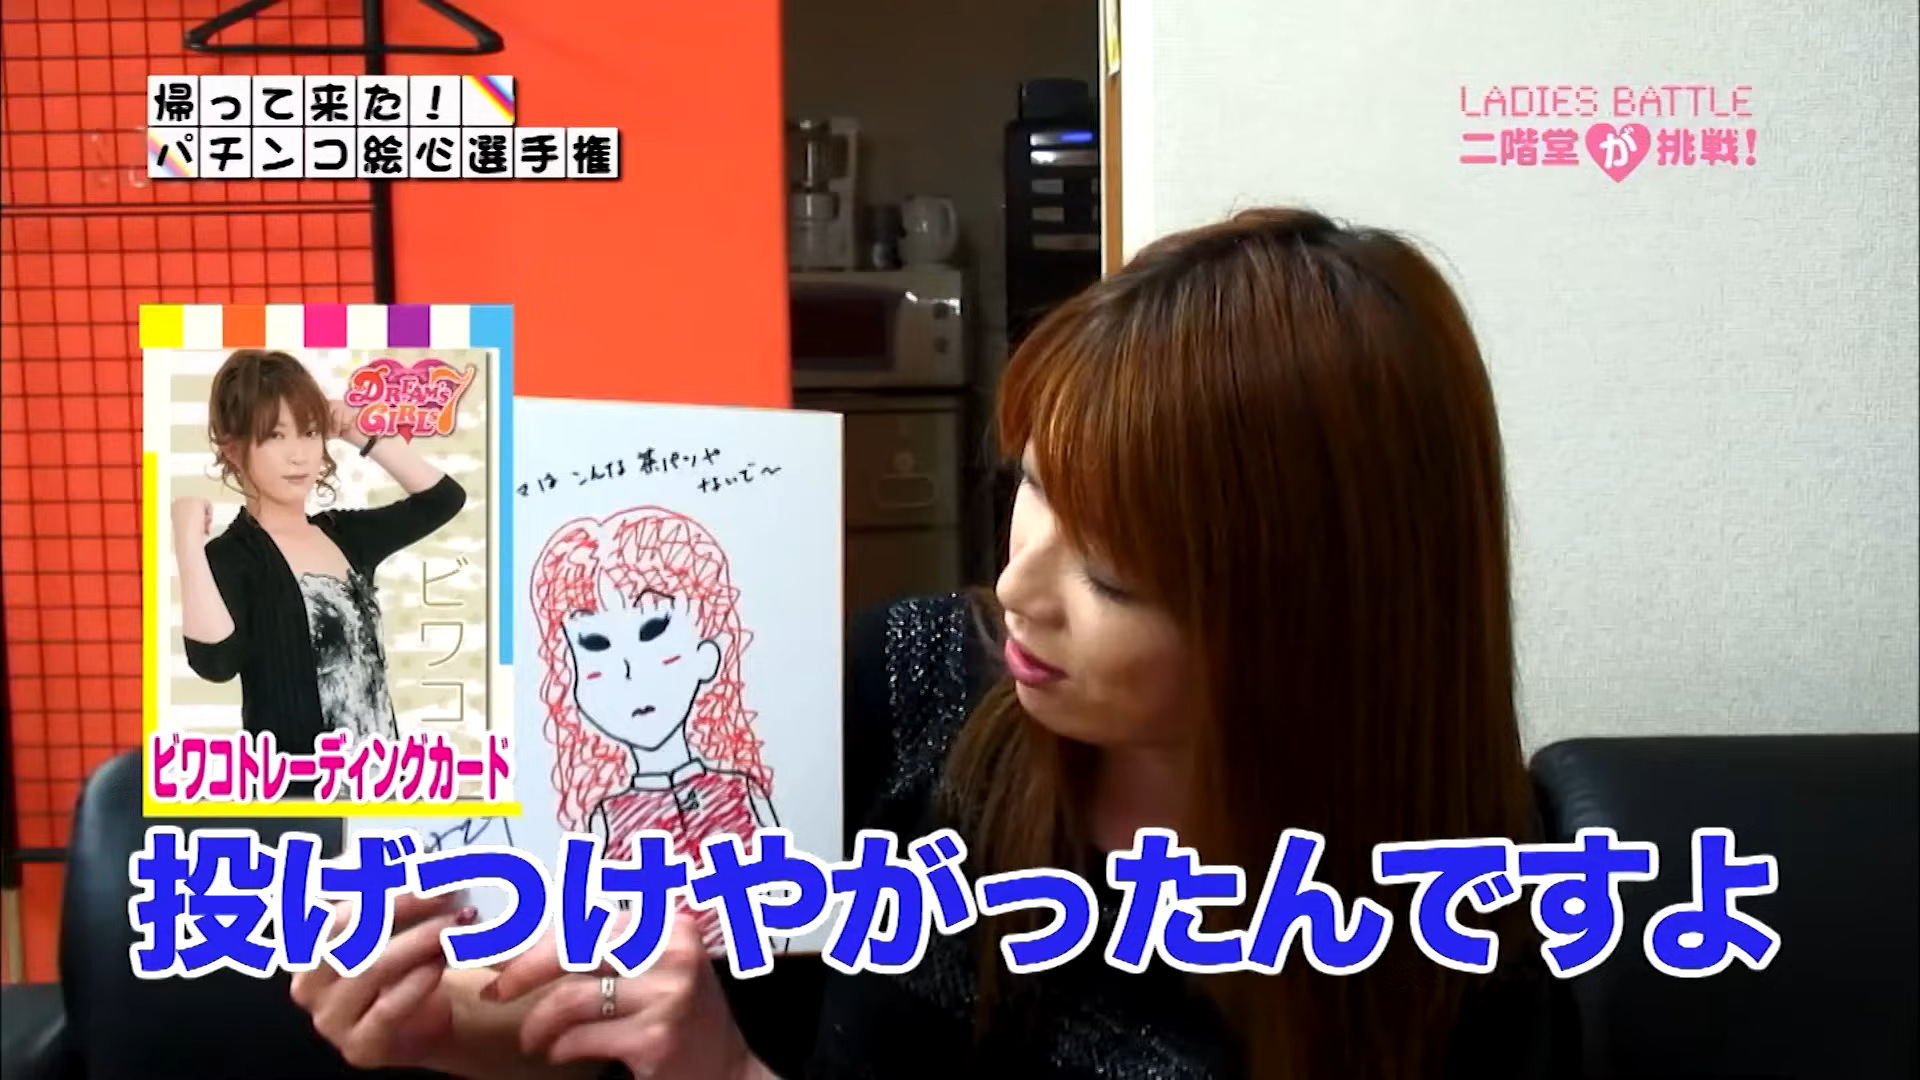 帰って来た!
パチンコ絵心選手権
LADIES BATTLE
二階堂が挑戦!
DREAM'S
GIRLS
7
ビワコ
ビワコトレーディングカード
マは こんな 茶パツや
ないで〜
投げつけやがったんですよ